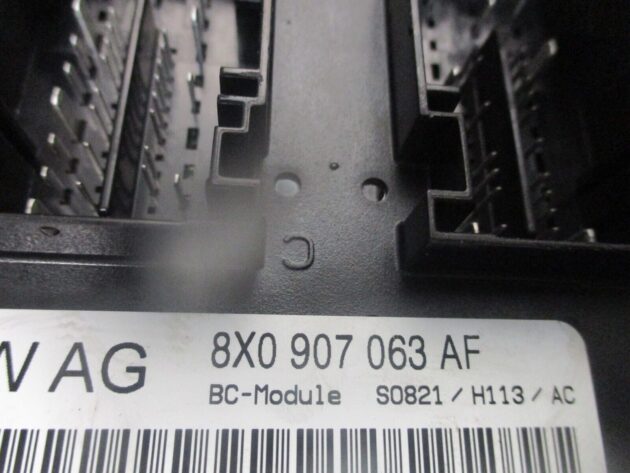 C
W AG
8X0 907 063 AF
BC-Module S0821 / H113 / AC